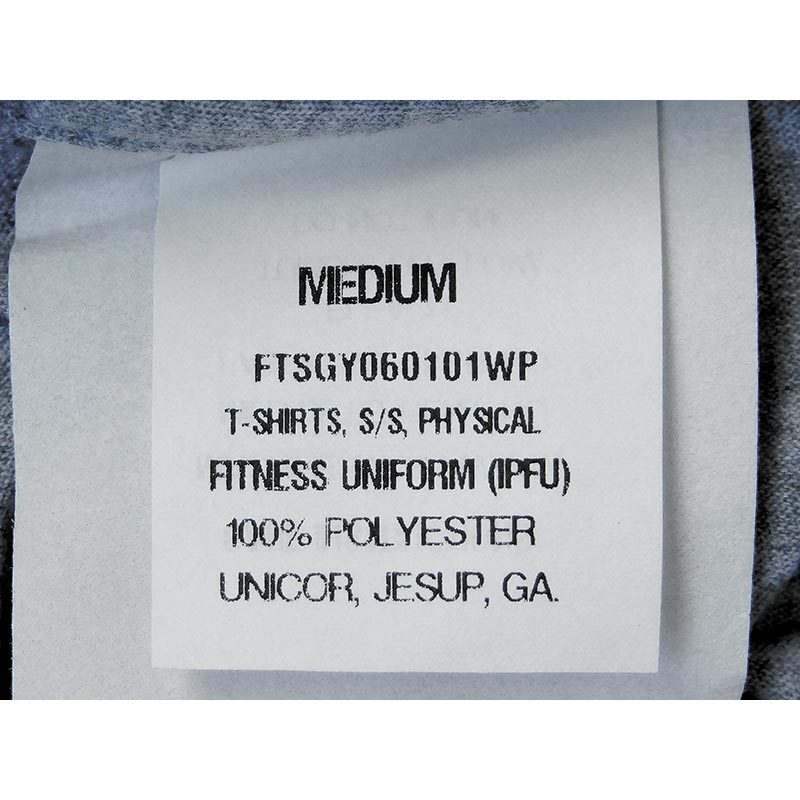 MEDIUM
FTSGY060101WP
T-SHIRTS, S/S, PHYSICAL
FITNESS UNIFORM (IPFU)
100% POLYESTER
UNICOR, JESUP, GA.